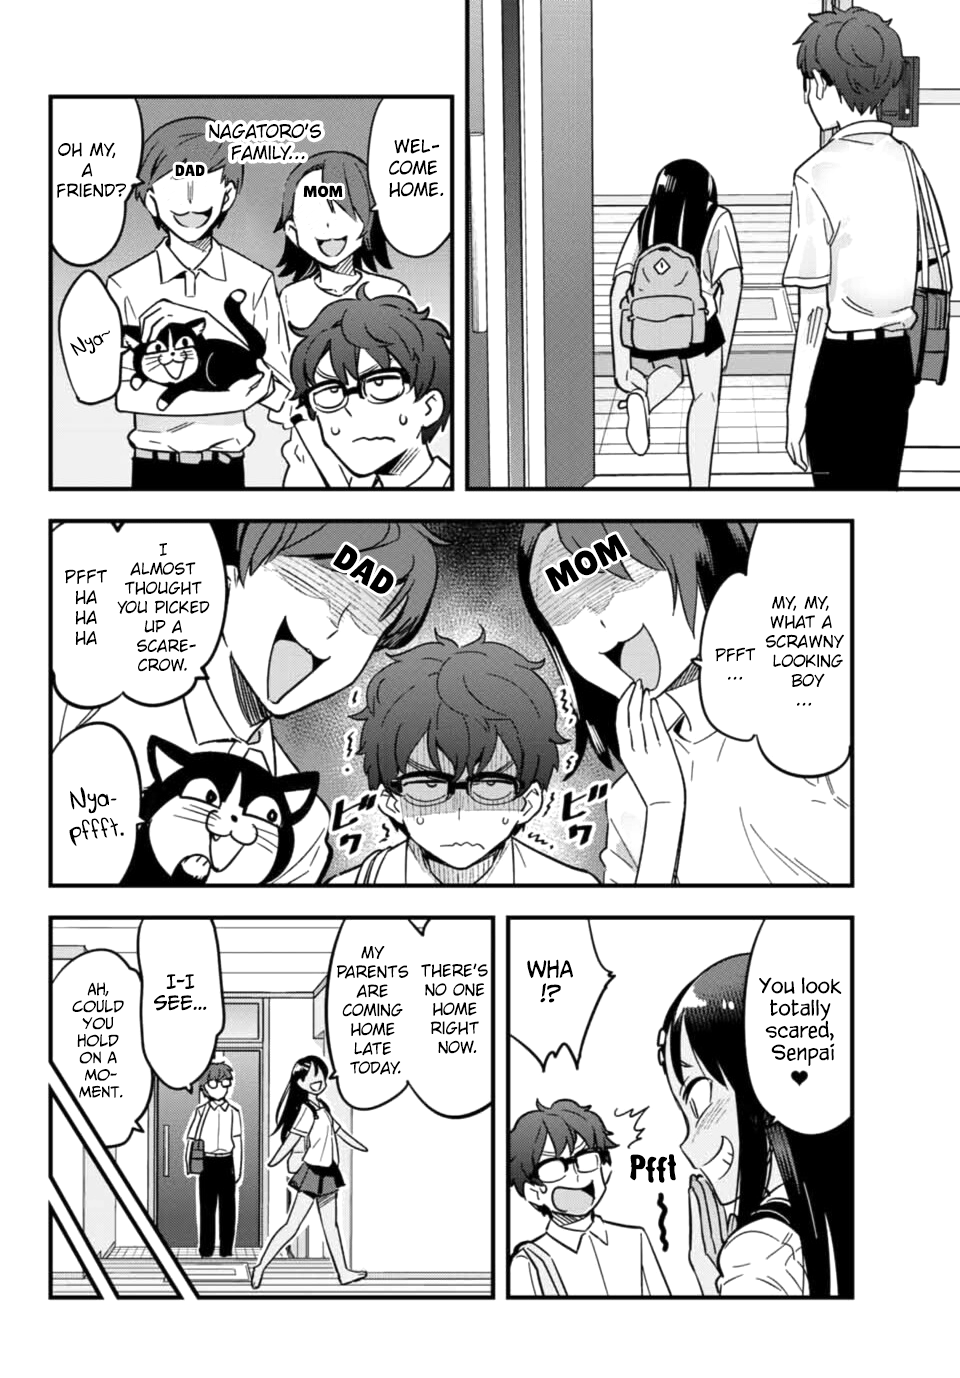 WEL-
COME
HOME.
NAGATORO'S
FAMILY...
MOM
DAD
OH MY,
A
FRIEND?
Nya~
MY, MY,
WHAT A
SCRAWNY
LOOKING
BOY
...
PFFT
...
MOM
DAD
I
ALMOST
THOUGHT
YOU PICKED
UP A
SCARE-
CROW.
PFFT
HA
HA
HA
Nya-
pffft.
ビク
ビク
You look
totally
scared,
Senpai
♥
WHA
!?
Pfft
THERE'S
NO ONE
HOME
RIGHT
NOW.
MY
PARENTS
ARE
COMING
HOME
LATE
TODAY.
I-I
SEE...
AH,
COULD
YOU
HOLD
ON A
MO-
MENT.